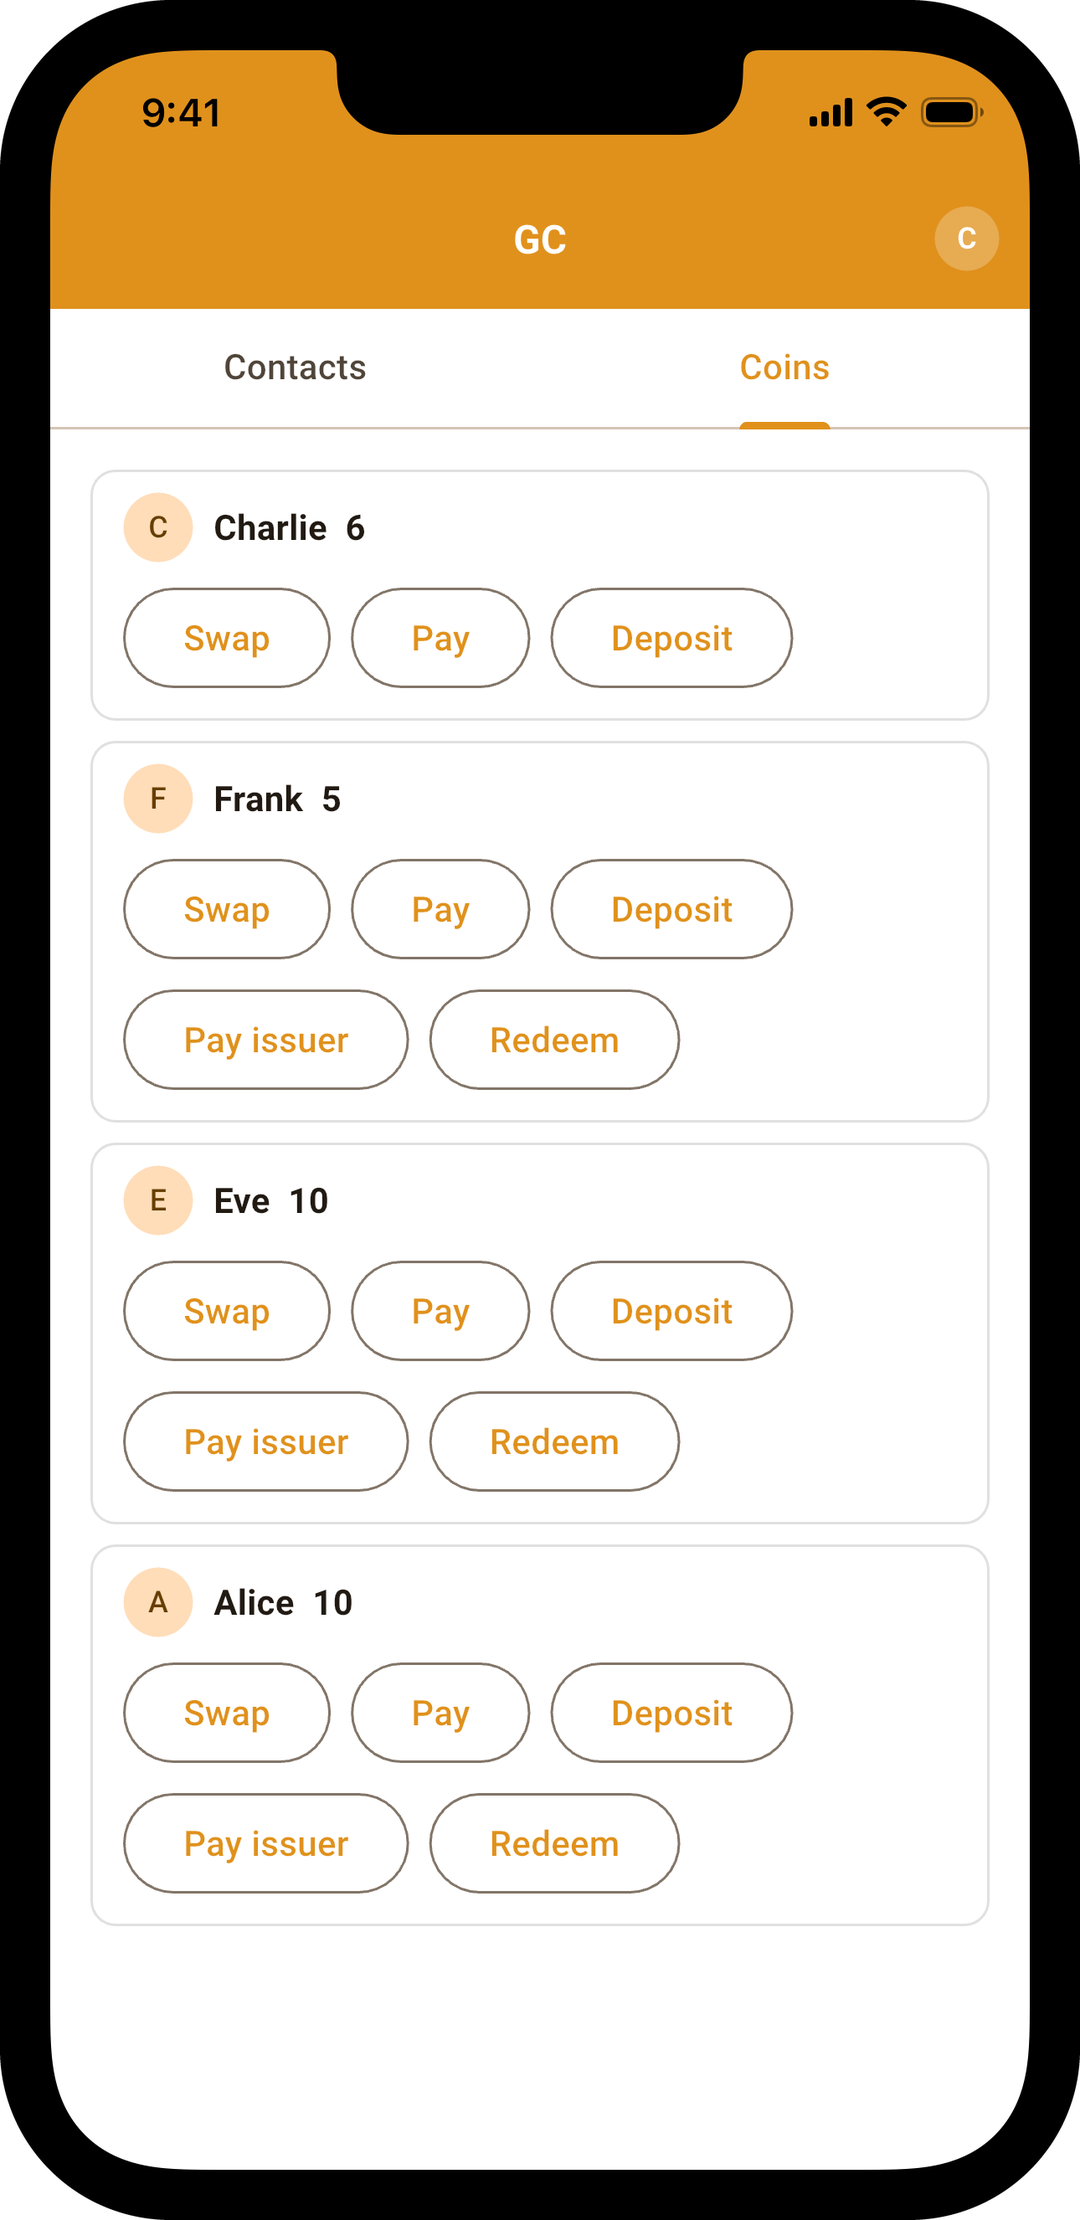 9:41
GC
C
Contacts Coins
C Charlie 6
Swap Pay Deposit
F Frank 5
Swap Pay Deposit
Pay issuer Redeem
E Eve 10
Swap Pay Deposit
Pay issuer Redeem
A Alice 10
Swap Pay Deposit
Pay issuer Redeem